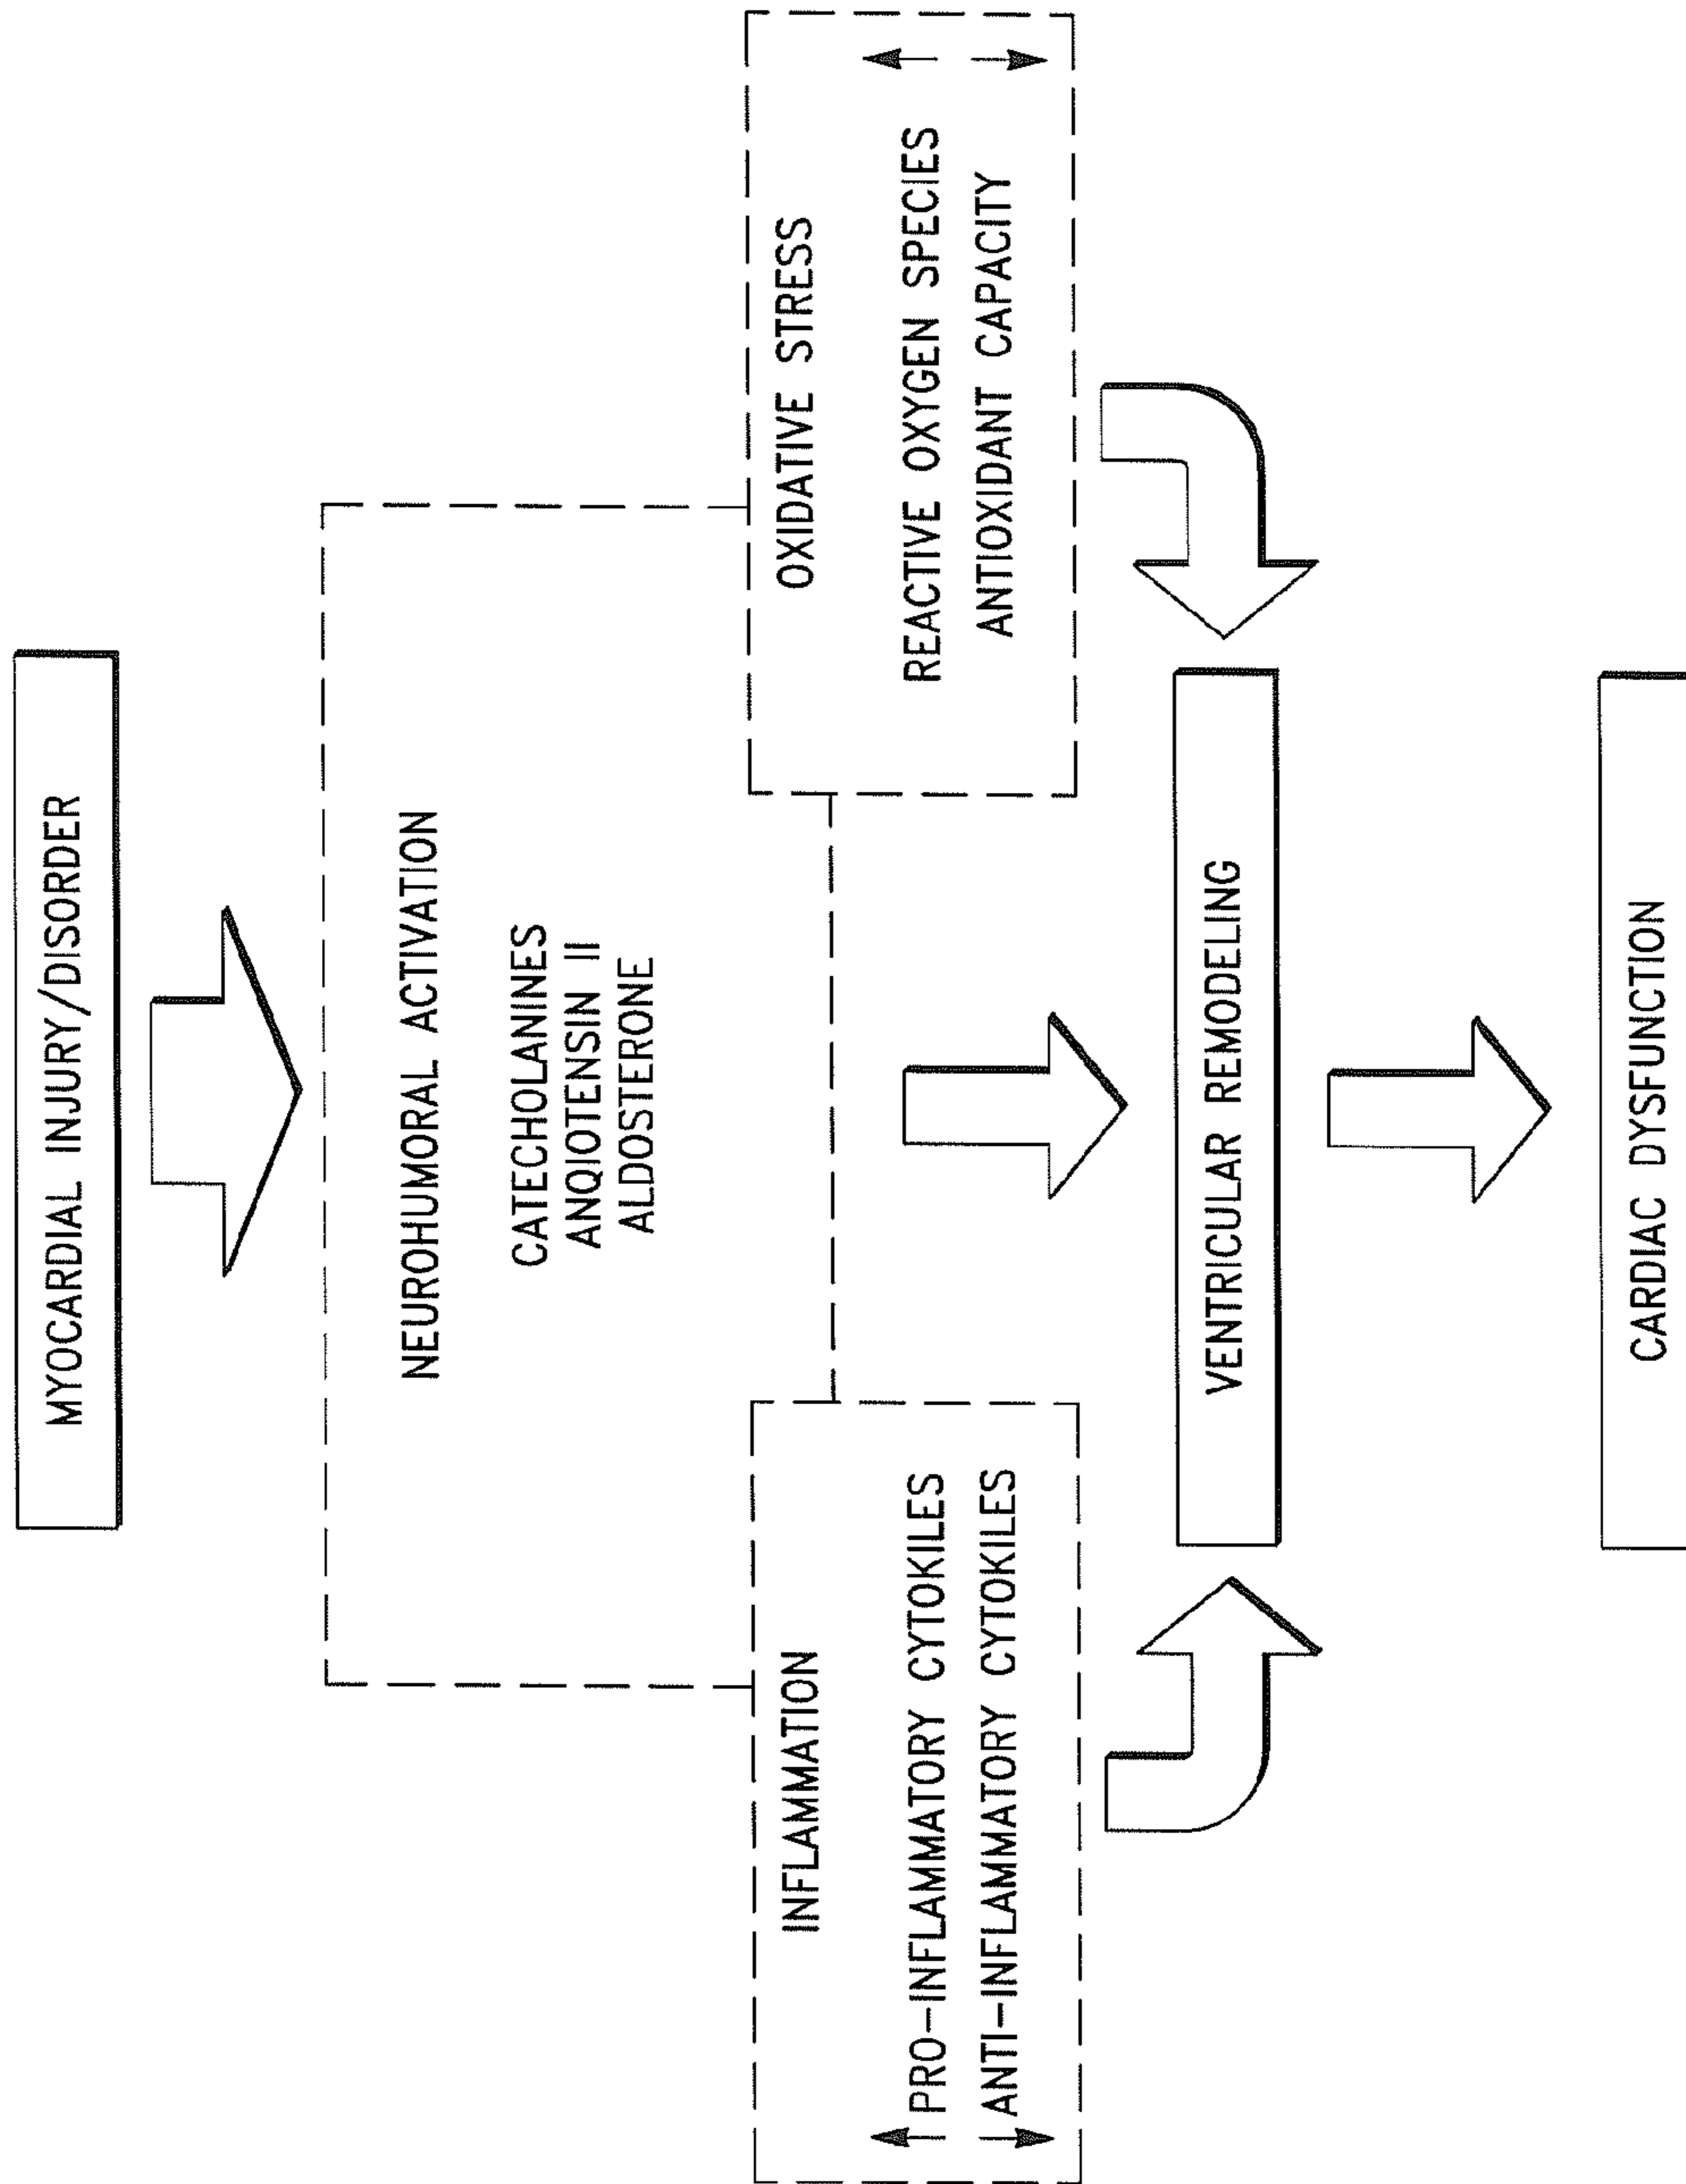 MYOCARDIAL INJURY/DISORDER
NEUROHUMORAL ACTIVATION
CATECHOLANINES
ANQIOTENSIN II
ALDOSTERONE
INFLAMMATION
PRO-INFLAMMATORY CYTOKILES
ANTI-INFLAMMATORY CYTOKILES
OXIDATIVE STRESS
REACTIVE OXYGEN SPECIES
ANTIOXIDANT CAPACITY
VENTRICULAR REMODELING
CARDIAC DYSFUNCTION